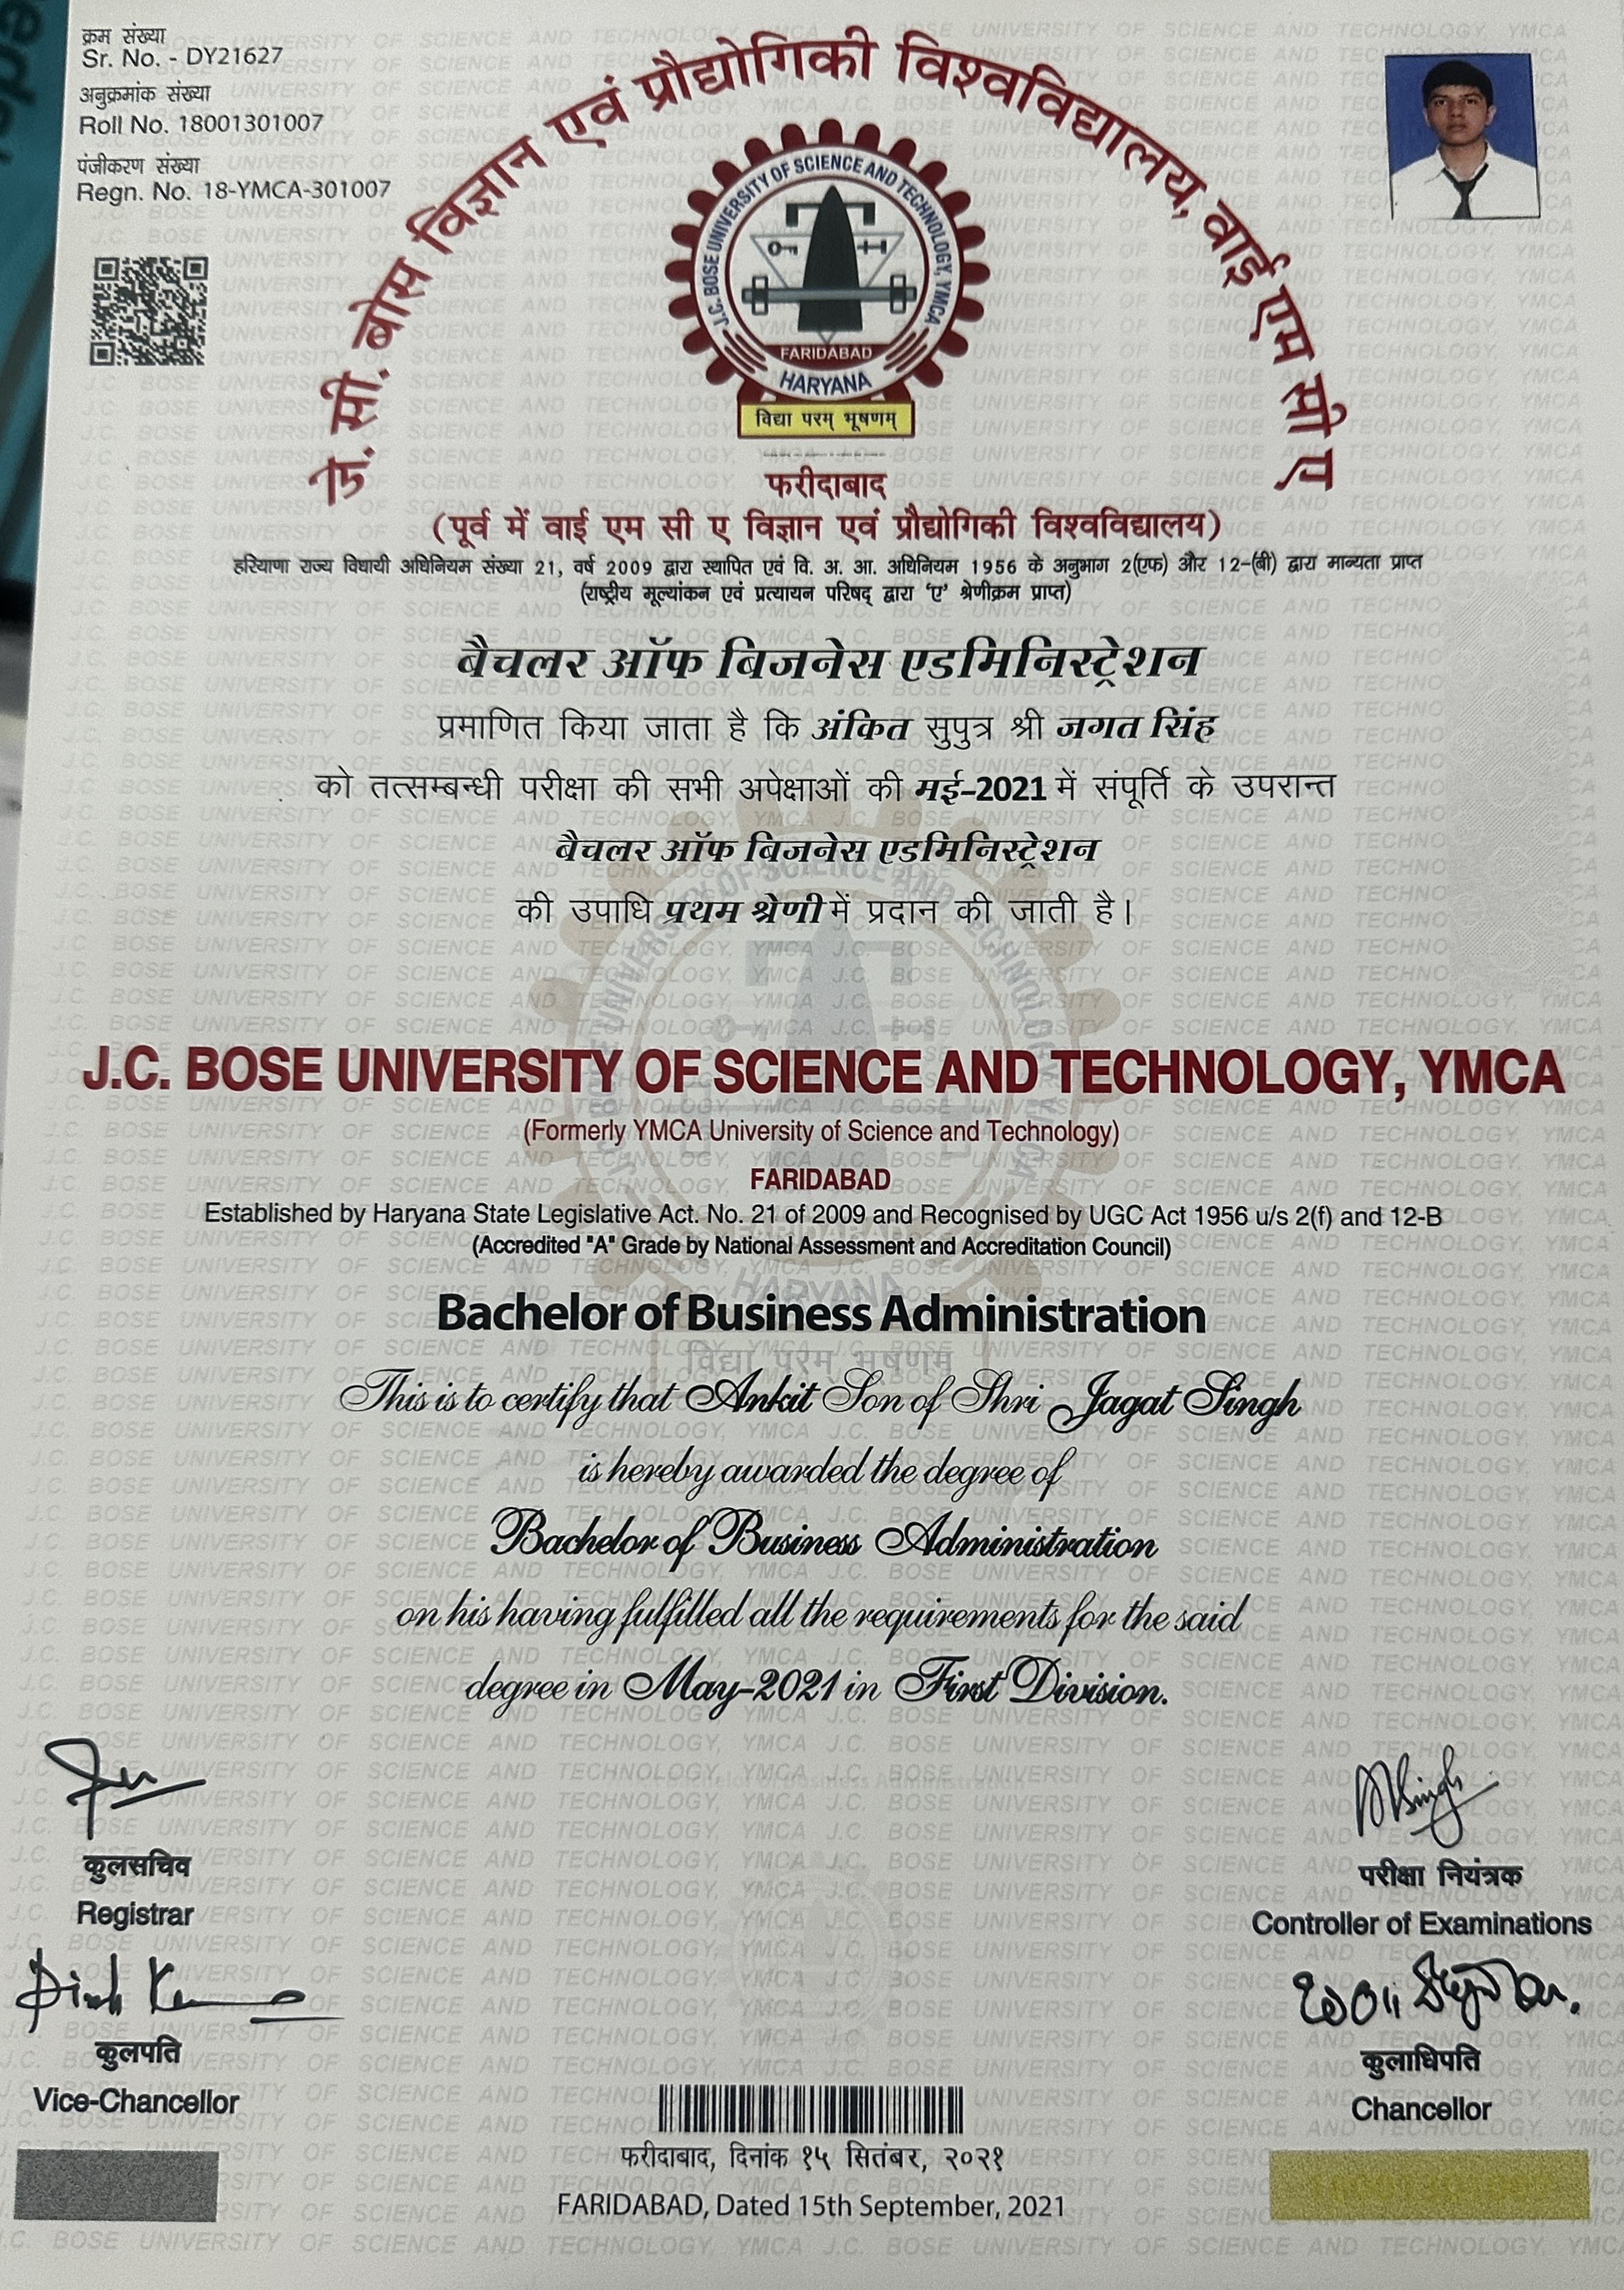 क्रम संख्या
Sr. No. - DY21627
अनुक्रमांक संख्या
Roll No. 18001301007
पंजीकरण संख्या
Regn. No. 18-YMCA-301007
जे. सी. बोस विज्ञान एवं प्रौद्योगिकी विश्वविद्यालय, वाई एम सी ए
J.C. BOSE UNIVERSITY OF SCIENCE AND TECHNOLOGY, YMCA
FARIDABAD
HARYANA
विद्या परम् भूषणम्
फरीदाबाद
(पूर्व में वाई एम सी ए विज्ञान एवं प्रौद्योगिकी विश्वविद्यालय)
हरियाणा राज्य विधायी अधिनियम संख्या 21, वर्ष 2009 द्वारा स्थापित एवं वि. अ. आ. अधिनियम 1956 के अनुभाग 2(एफ) और 12-(बी) द्वारा मान्यता प्राप्त
(राष्ट्रीय मूल्यांकन एवं प्रत्यायन परिषद् द्वारा ‘ए’ श्रेणीक्रम प्राप्त)
बैचलर ऑफ बिजनेस एडमिनिस्ट्रेशन
प्रमाणित किया जाता है कि अंकित सुपुत्र श्री जगत सिंह
को तत्सम्बन्धी परीक्षा की सभी अपेक्षाओं की मई-2021 में संपूर्ति के उपरान्त
बैचलर ऑफ बिजनेस एडमिनिस्ट्रेशन
की उपाधि प्रथम श्रेणी में प्रदान की जाती है।
J.C. BOSE UNIVERSITY OF SCIENCE AND TECHNOLOGY, YMCA
(Formerly YMCA University of Science and Technology)
FARIDABAD
Established by Haryana State Legislative Act. No. 21 of 2009 and Recognised by UGC Act 1956 u/s 2(f) and 12-B
(Accredited "A" Grade by National Assessment and Accreditation Council)
Bachelor of Business Administration
This is to certify that Ankit Son of Shri Jagat Singh
is hereby awarded the degree of
Bachelor of Business Administration
on his having fulfilled all the requirements for the said
degree in May-2021 in First Division.
कुलसचिव
Registrar
परीक्षा नियंत्रक
Controller of Examinations
कुलपति
Vice-Chancellor
कुलाधिपति
Chancellor
फरीदाबाद, दिनांक १५ सितंबर, २०२१
FARIDABAD, Dated 15th September, 2021